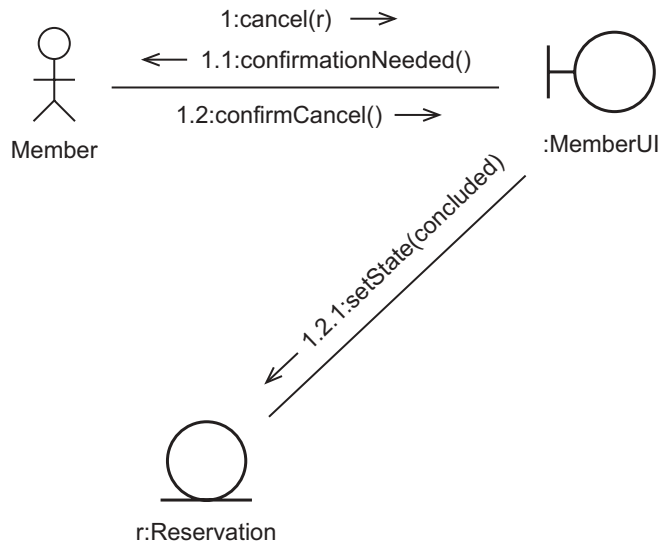 1:cancel(r)
1.1:confirmationNeeded()
1.2:confirmCancel()
Member
:MemberUI
1.2.1:setState(concluded)
r:Reservation